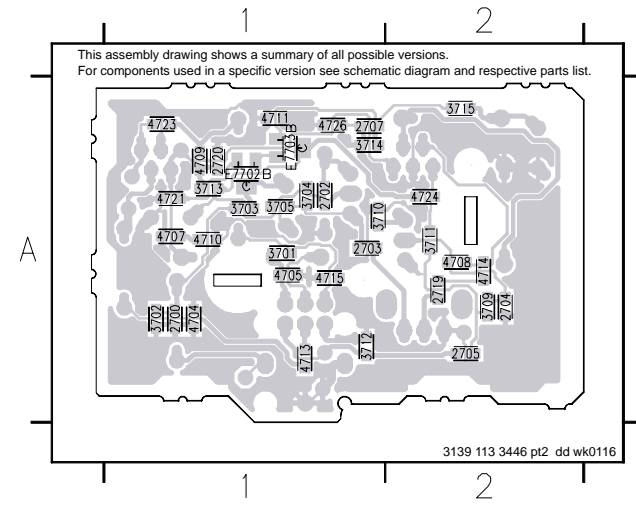 1 2
This assembly drawing shows a summary of all possible versions.
For components used in a specific version see schematic diagram and respective parts list.
3715
4723 4711 4726 2707
B
E7703
C
3714
4709
2720
E7702B
C
3713
4721
3704
2702
4724
3703 3705
3710
4707 4710
3711
3701 2703
A
4705 4715
4708 4714
2719
3702
2700
4704
3709
2704
4713
3712
2705
3139 113 3446 pt2 dd wk0116
1 2